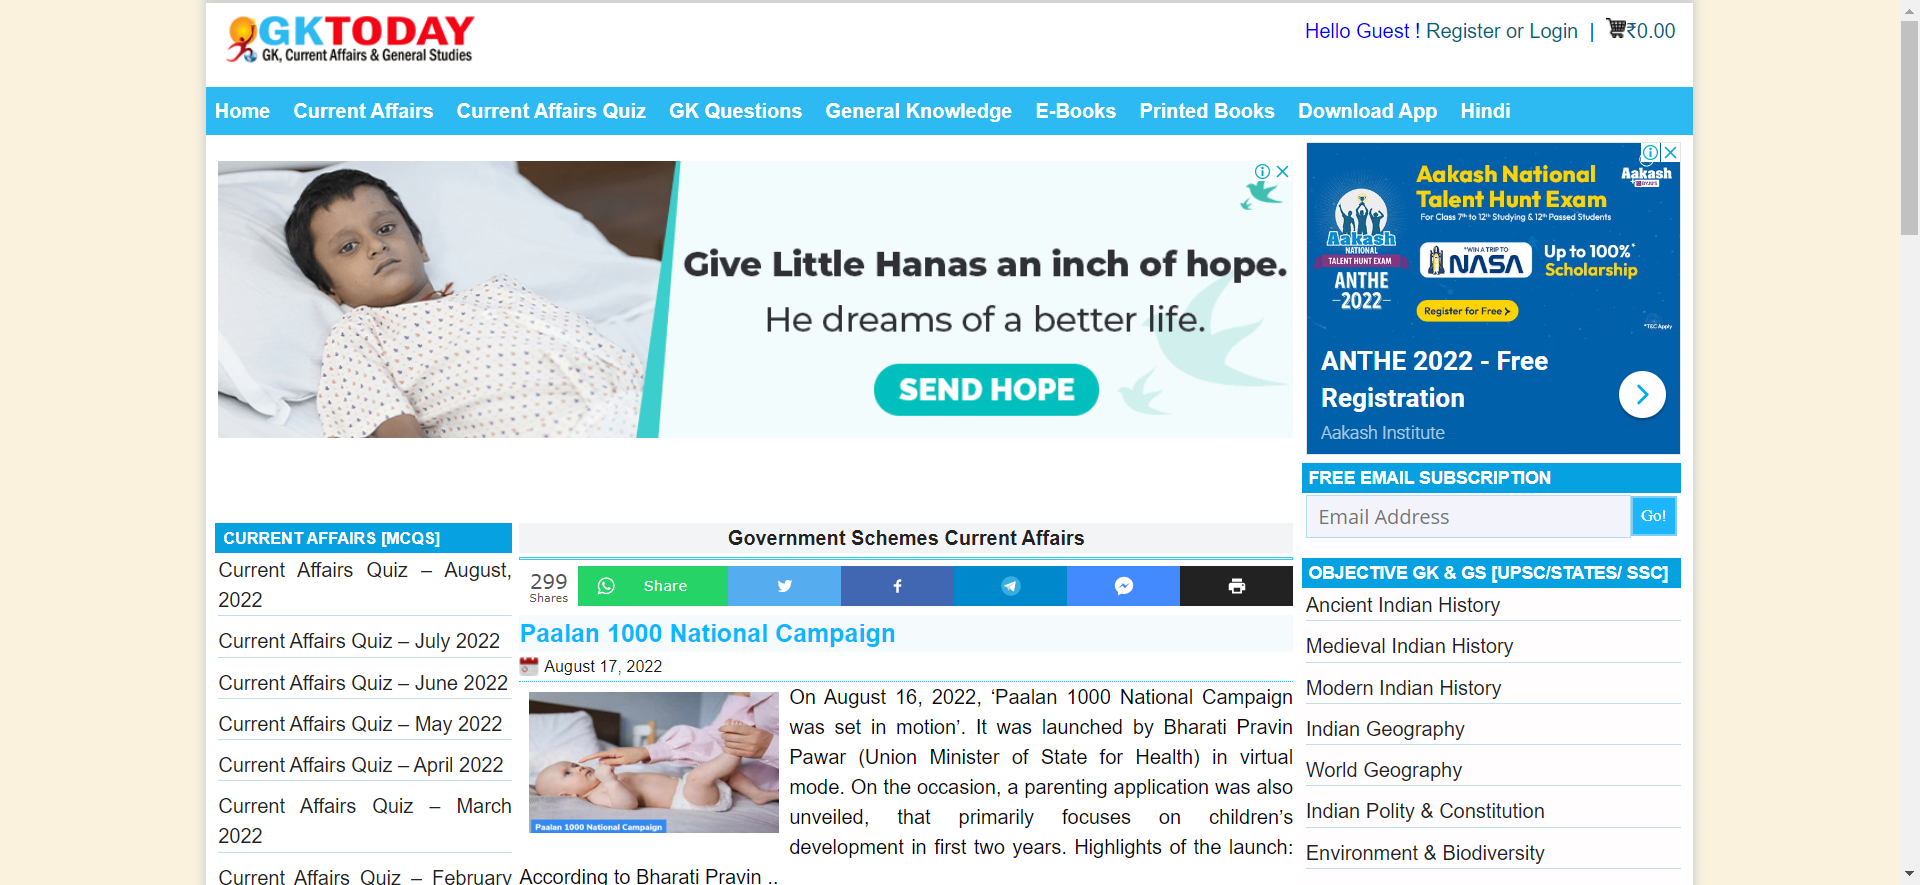 GKTODAY
GK, Current Affairs & General Studies
Hello Guest ! Register or Login | ₹0.00
Home Current Affairs Current Affairs Quiz GK Questions General Knowledge E-Books Printed Books Download App Hindi
Give Little Hanas an inch of hope.
He dreams of a better life.
SEND HOPE
Aakash National
Talent Hunt Exam
For Class 7th to 12th Studying & 12th Passed Students
Aakash
BYJU'S
Aakash
NATIONAL
TALENT HUNT EXAM
ANTHE
-2022-
*WIN A TRIP TO
NASA
Up to 100%*
Scholarship
Register for Free >
*T&C Apply
ANTHE 2022 - Free
Registration
Aakash Institute
FREE EMAIL SUBSCRIPTION
Email Address Go!
CURRENT AFFAIRS [MCQS]
Current Affairs Quiz – August,
2022
Current Affairs Quiz – July 2022
Current Affairs Quiz – June 2022
Current Affairs Quiz – May 2022
Current Affairs Quiz – April 2022
Current Affairs Quiz – March
2022
Current Affairs Quiz – February
Government Schemes Current Affairs
299
Shares
Share
Paalan 1000 National Campaign
August 17, 2022
Paalan 1000 National Campaign
On August 16, 2022, ‘Paalan 1000 National Campaign
was set in motion’. It was launched by Bharati Pravin
Pawar (Union Minister of State for Health) in virtual
mode. On the occasion, a parenting application was also
unveiled, that primarily focuses on children’s
development in first two years. Highlights of the launch:
According to Bharati Pravin ..
OBJECTIVE GK & GS [UPSC/STATES/ SSC]
Ancient Indian History
Medieval Indian History
Modern Indian History
Indian Geography
World Geography
Indian Polity & Constitution
Environment & Biodiversity